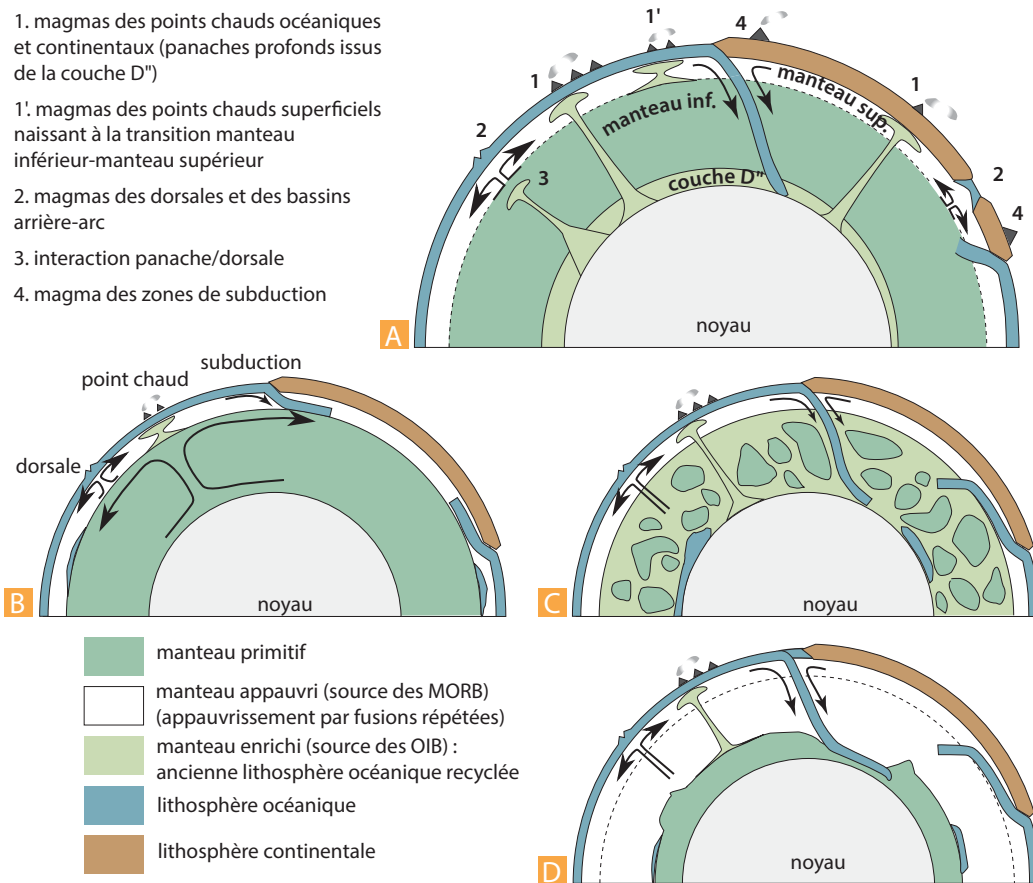 1. magmas des points chauds océaniques
et continentaux (panaches profonds issus
de la couche D")
1'. magmas des points chauds superficiels
naissant à la transition manteau
inférieur-manteau supérieur
2. magmas des dorsales et des bassins
arrière-arc
3. interaction panache/dorsale
4. magma des zones de subduction
1'
4
1
manteau sup.
1
manteau inf.
2
3
couche D"
2
4
noyau
A
subduction
point chaud
dorsale
noyau
B
noyau
C
manteau primitif
manteau appauvri (source des MORB)
(appauvrissement par fusions répétées)
manteau enrichi (source des OIB) :
ancienne lithosphère océanique recyclée
lithosphère océanique
lithosphère continentale
noyau
D